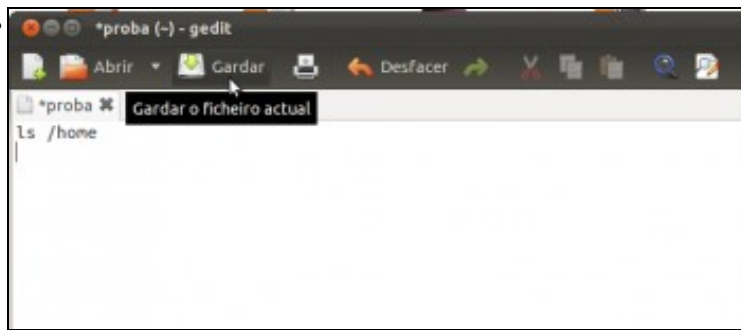 *proba (~) - gedit
Abrir Gardar Desfacer
*proba
Gardar o ficheiro actual
ls /home